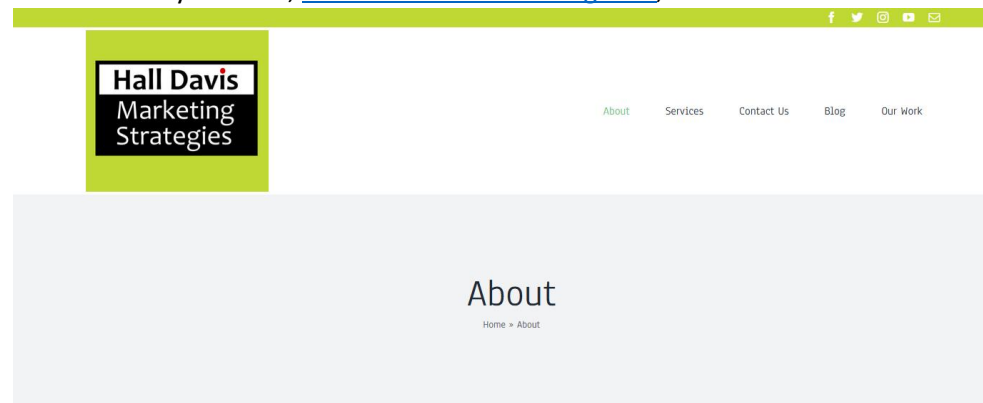 Hall Davis
Marketing
Strategies
About Services Contact Us Blog Our Work
About
Home » About